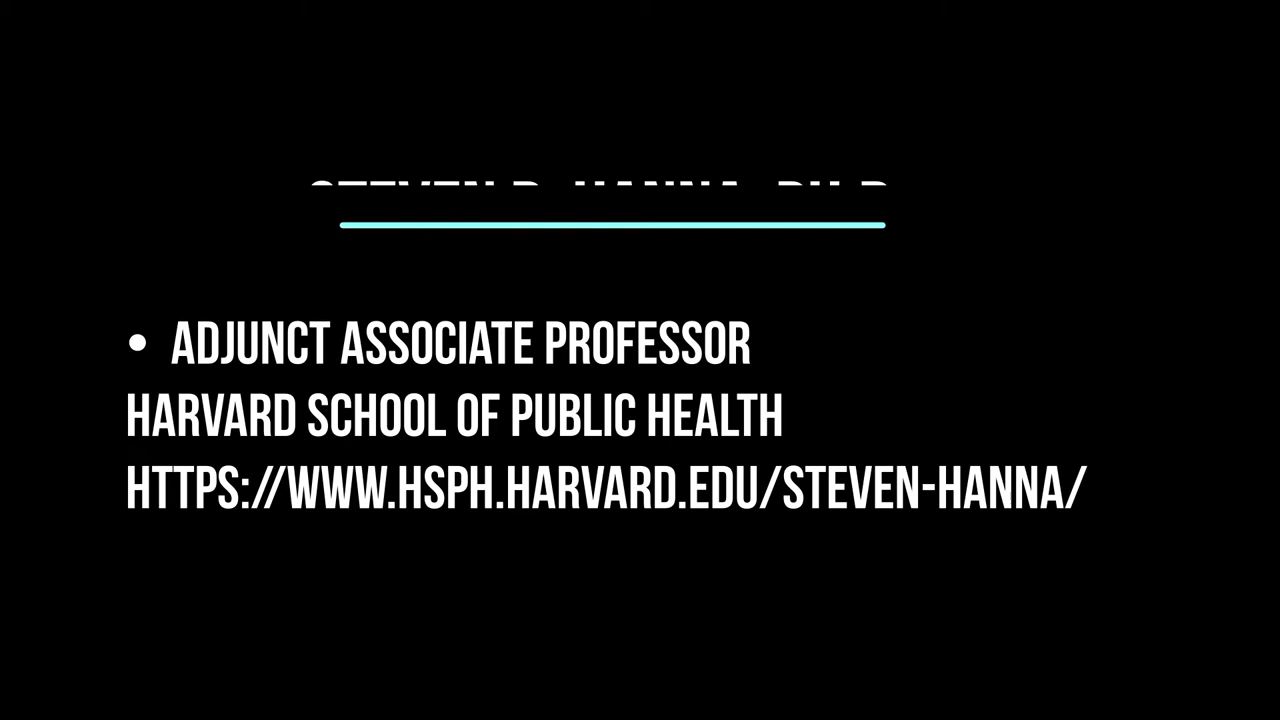 • ADJUNCT ASSOCIATE PROFESSOR
HARVARD SCHOOL OF PUBLIC HEALTH
HTTPS://WWW.HSPH.HARVARD.EDU/STEVEN-HANNA/